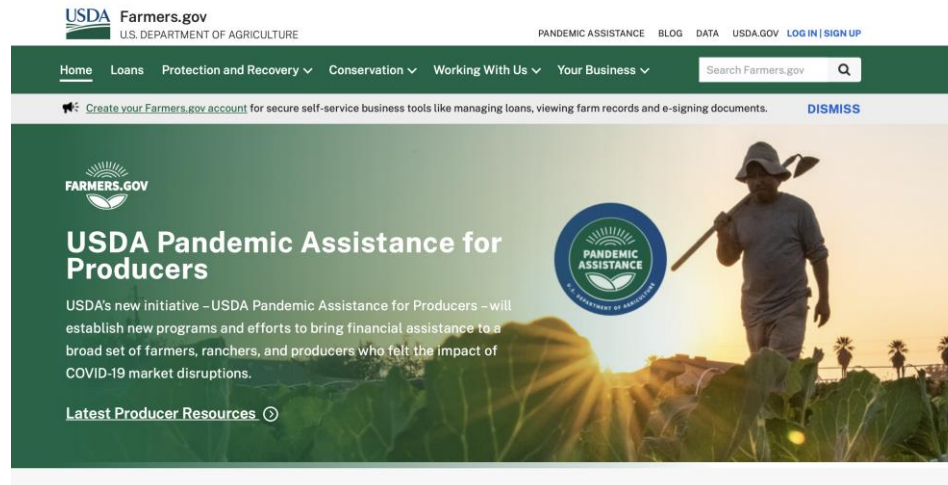 USDA Farmers.gov
U.S. DEPARTMENT OF AGRICULTURE
PANDEMIC ASSISTANCE BLOG DATA USDA.GOV LOG IN | SIGN UP
Home Loans Protection and Recovery Conservation Working With Us Your Business Search Farmers.gov
Create your Farmers.gov account for secure self-service business tools like managing loans, viewing farm records and e-signing documents. DISMISS
FARMERS.GOV
USDA Pandemic Assistance for
Producers
USDA's new initiative – USDA Pandemic Assistance for Producers – will
establish new programs and efforts to bring financial assistance to a
broad set of farmers, ranchers, and producers who felt the impact of
COVID-19 market disruptions.
Latest Producer Resources
PANDEMIC
ASSISTANCE
U.S. DEPARTMENT OF AGRICULTURE